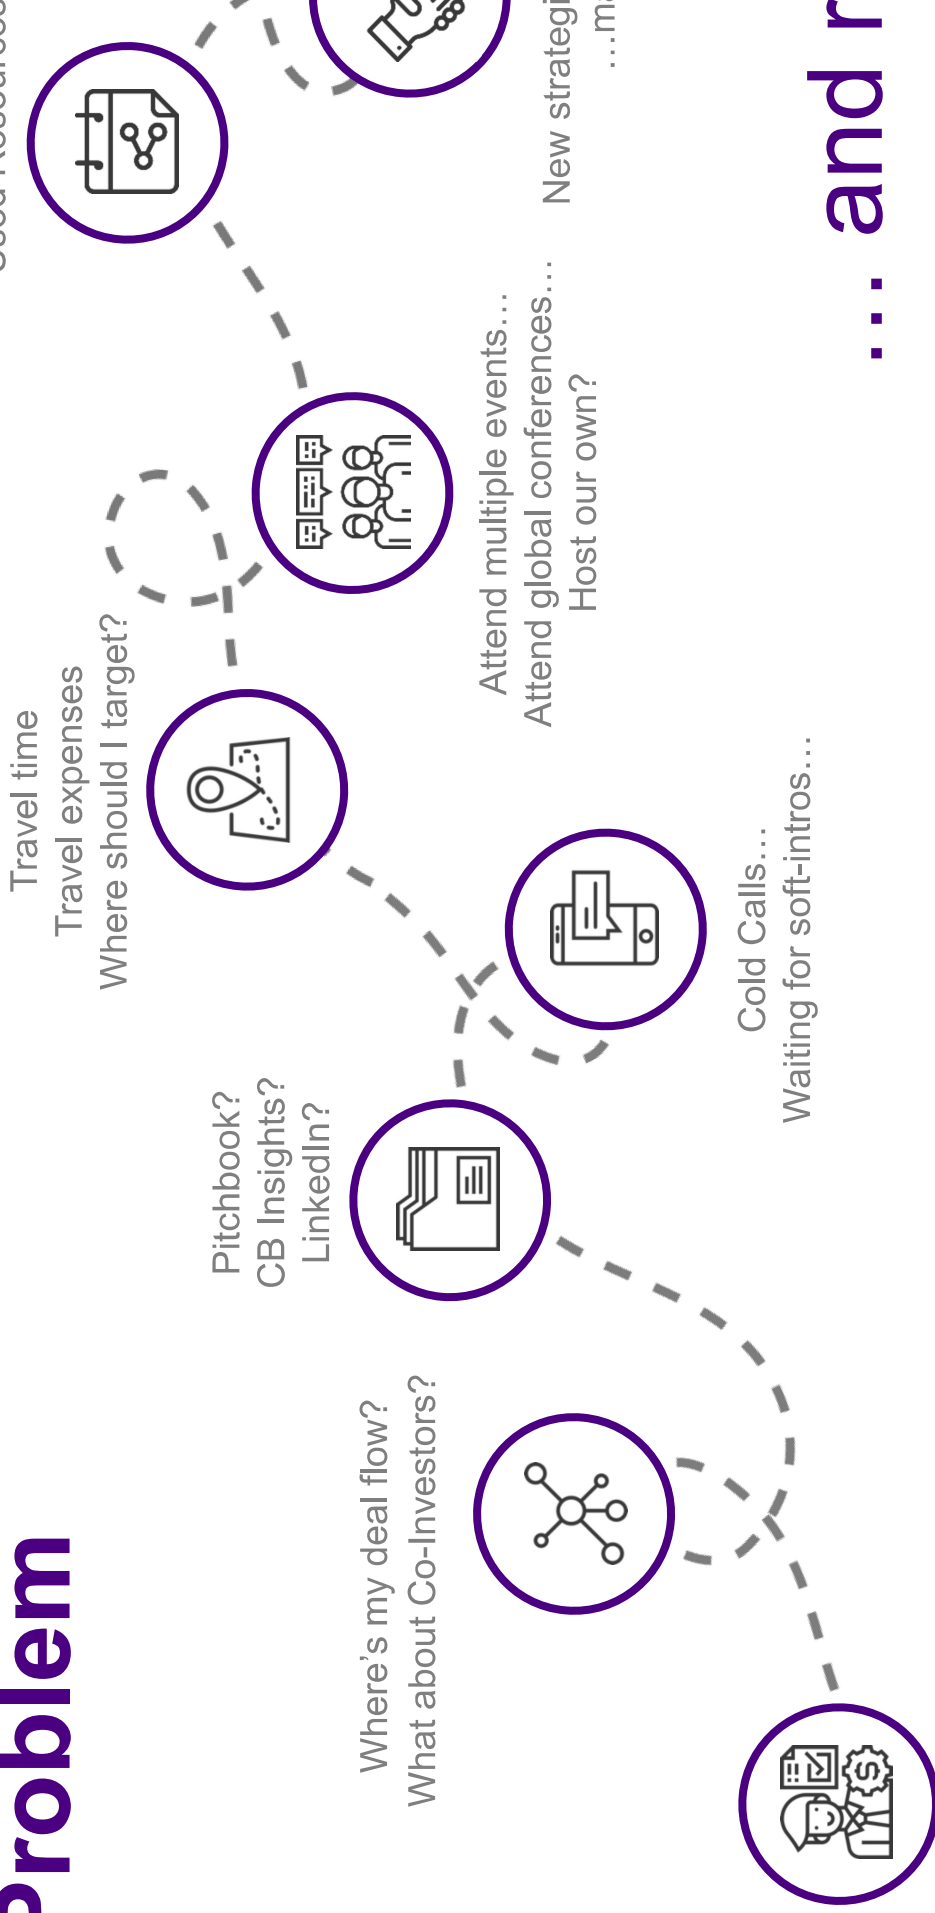 Problem
Where's my deal flow?
What about Co-Investors?
Pitchbook?
CB Insights?
LinkedIn?
Cold Calls…
Waiting for soft-intros…
Travel time
Travel expenses
Where should I target?
Attend multiple events…
Attend global conferences…
Host our own?
New
… and